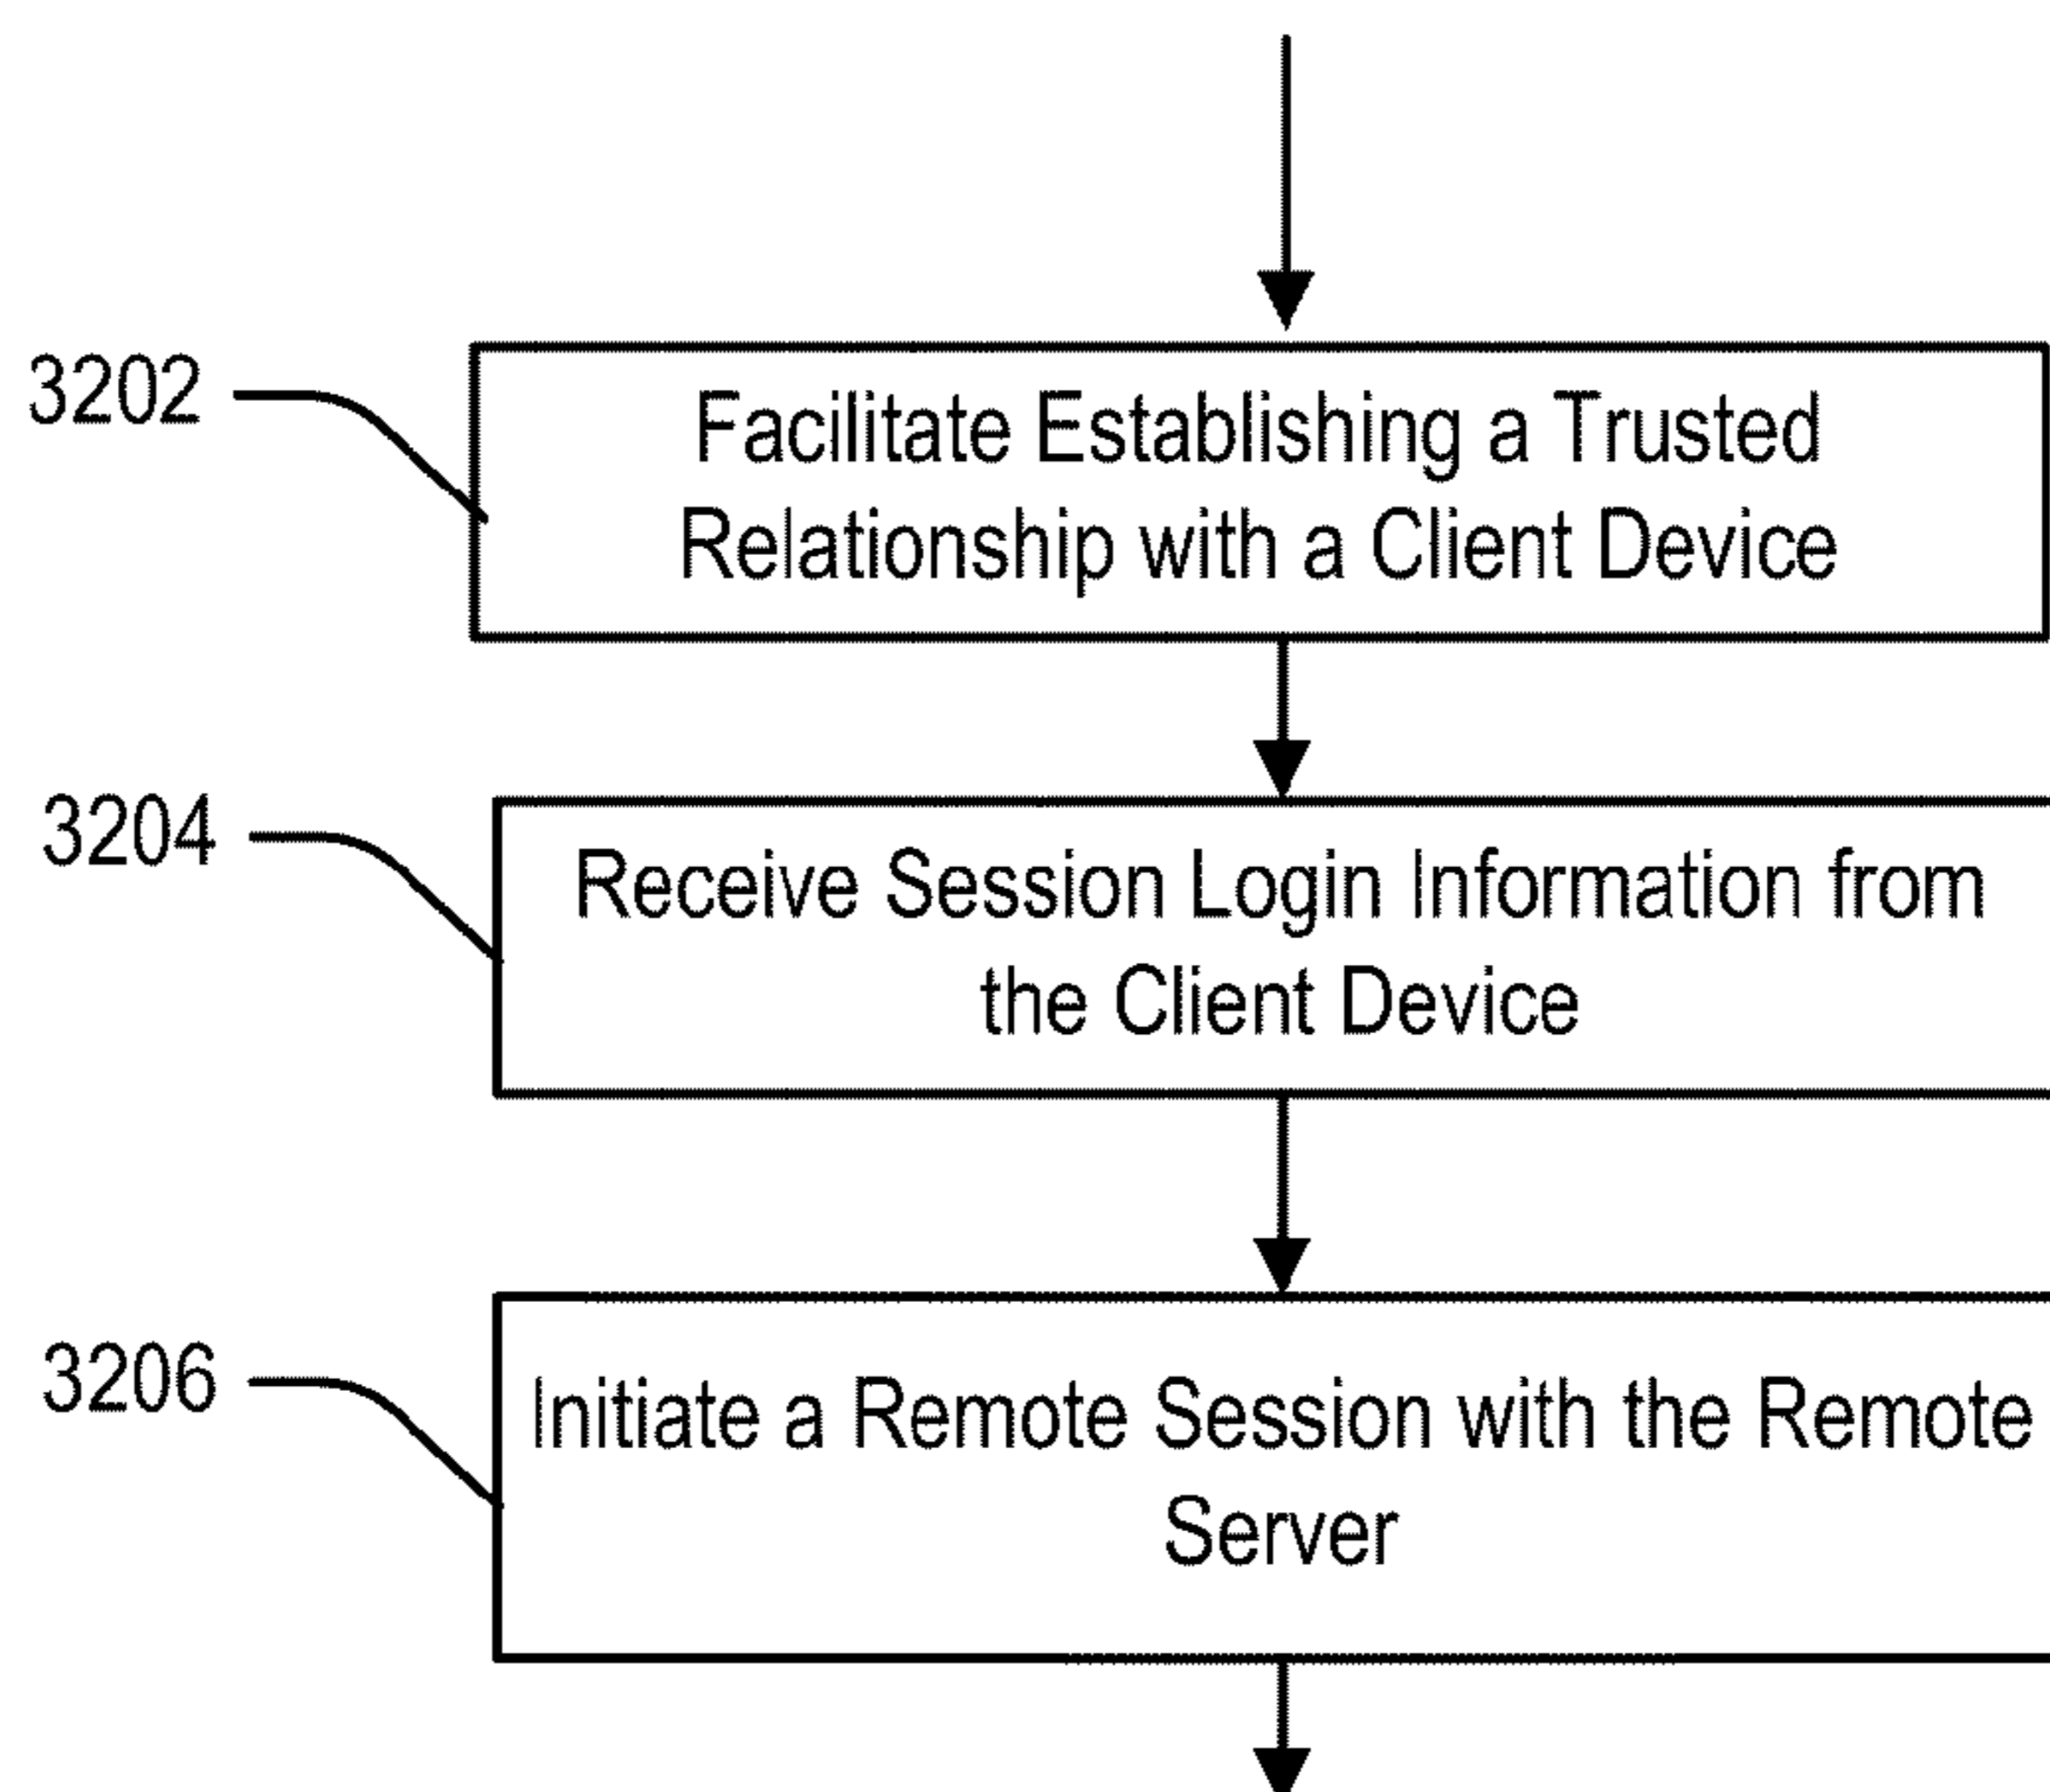 3202
Facilitate Establishing a Trusted
Relationship with a Client Device
3204
Receive Session Login Information from
the Client Device
3206
Initiate a Remote Session with the Remote
Server